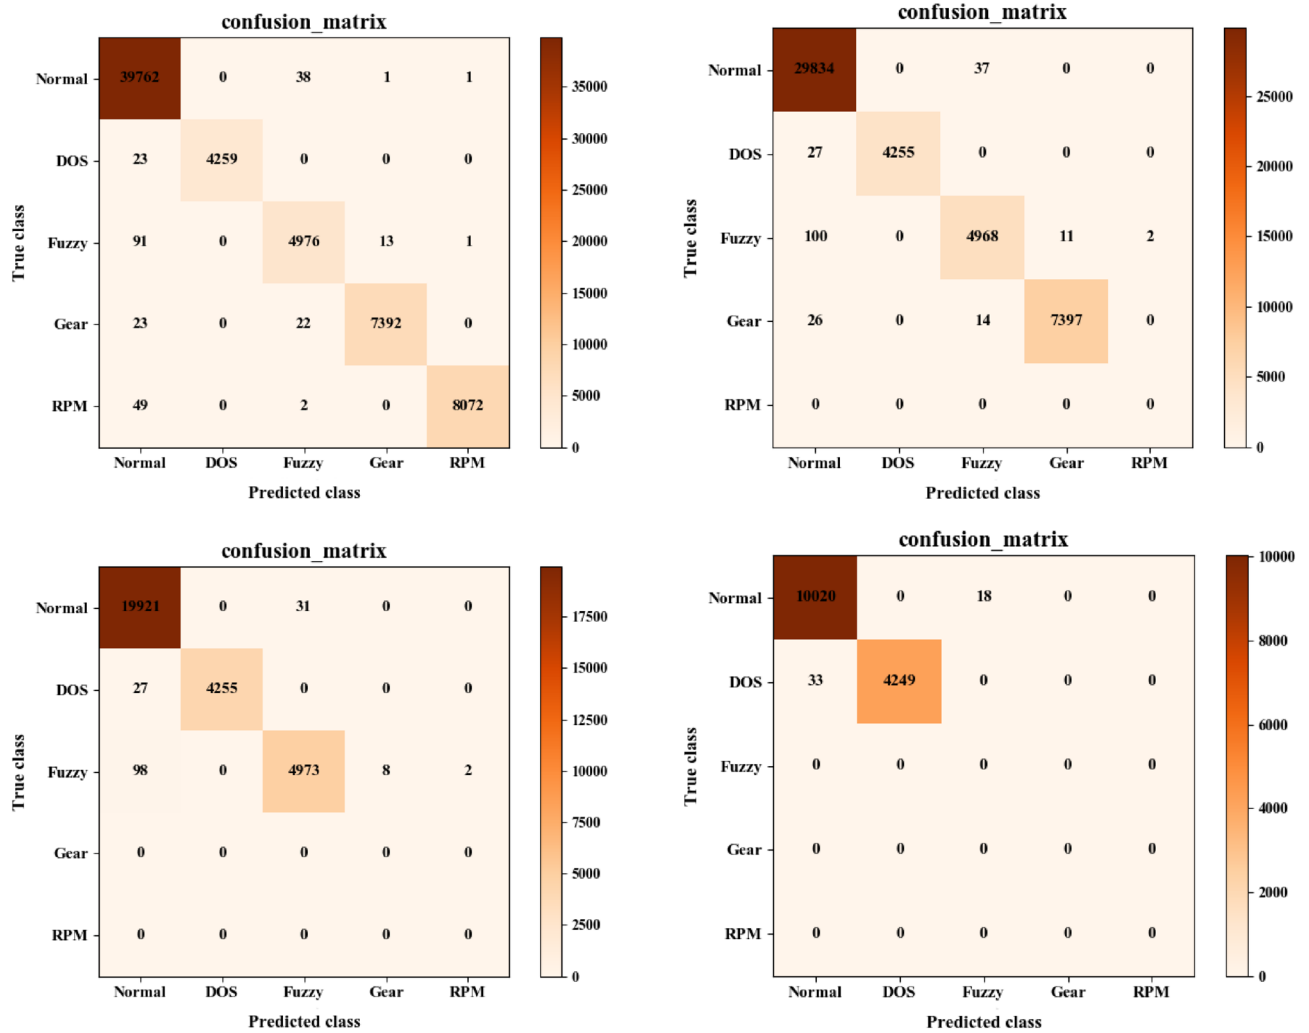 confusion_matrix
Normal 39762 0 38 1 1
DOS 23 4259 0 0 0
Fuzzy 91 0 4976 13 1
Gear 23 0 22 7392 0
RPM 49 0 2 0 8072
Normal DOS Fuzzy Gear RPM
Predicted class
True class
35000
30000
25000
20000
15000
10000
5000
0
confusion_matrix
Normal 29834 0 37 0 0
DOS 27 4255 0 0 0
Fuzzy 100 0 4968 11 2
Gear 26 0 14 7397 0
RPM 0 0 0 0 0
Normal DOS Fuzzy Gear RPM
Predicted class
True class
25000
20000
15000
10000
5000
0
confusion_matrix
Normal 19921 0 31 0 0
DOS 27 4255 0 0 0
Fuzzy 98 0 4973 8 2
Gear 0 0 0 0 0
RPM 0 0 0 0 0
Normal DOS Fuzzy Gear RPM
Predicted class
True class
17500
15000
12500
10000
7500
5000
2500
0
confusion_matrix
Normal 10020 0 18 0 0
DOS 33 4249 0 0 0
Fuzzy 0 0 0 0 0
Gear 0 0 0 0 0
RPM 0 0 0 0 0
Normal DOS Fuzzy Gear RPM
Predicted class
True class
10000
8000
6000
4000
2000
0